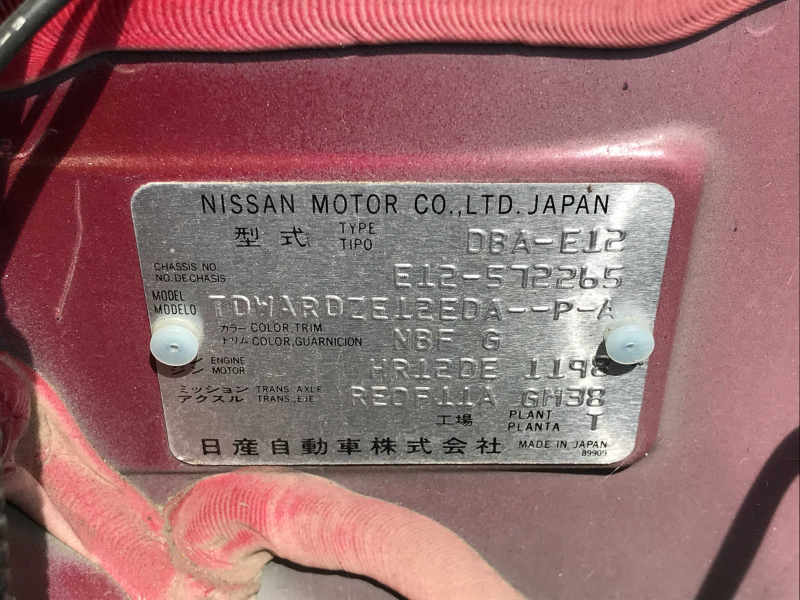 NISSAN MOTOR CO.,LTD. JAPAN
型式 TYPE TIPO DBA-E12
CHASSIS NO. NO. DE CHASIS E12-572265
MODEL MODELO TDWARDZE12EDA--P-A
カラー COLOR,TRIM NBF G
トリム COLOR,GUARNICION
ENGINE HR12DE 1198
MOTOR
ミッション TRANS. AXLE RE0F11A GH38
アクスル TRANS.,EJE
工場 PLANT PLANTA T
日産自動車株式会社 MADE IN JAPAN
89909